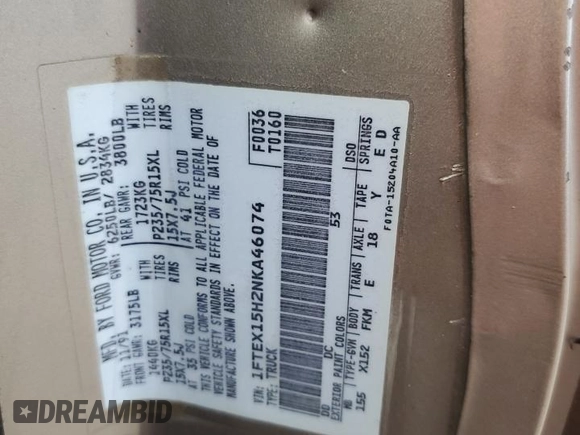 MFD. BY FORD MOTOR CO. IN U.S.A.
DATE: 11/91 GVWR: 6250LB/ 2834KG
FRONT GAWR: 3175LB REAR GAWR: 3800LB
1440KG 1723KG WITH
P235/75R15XL P235/75R15XL TIRES
15X7.5J 15X7.5J RIMS
AT 35 PSI COLD AT 41 PSI COLD
THIS VEHICLE CONFORMS TO ALL APPLICABLE FEDERAL MOTOR
VEHICLE SAFETY STANDARDS IN EFFECT ON THE DATE OF
MANUFACTURE SHOWN ABOVE.
VIN: 1FTEX15H2NKA46074
TYPE: TRUCK
F0036
T0160
WITH
TIRES
RIMS
DO DC 53 DSO
EXTERIOR PAINT COLORS
WB TYPE-GVW BODY TRANS AXLE TAPE SPRINGS
155 X152 FKM E 18 Y ED
F0TA-15204A10-AA
DREAMBID